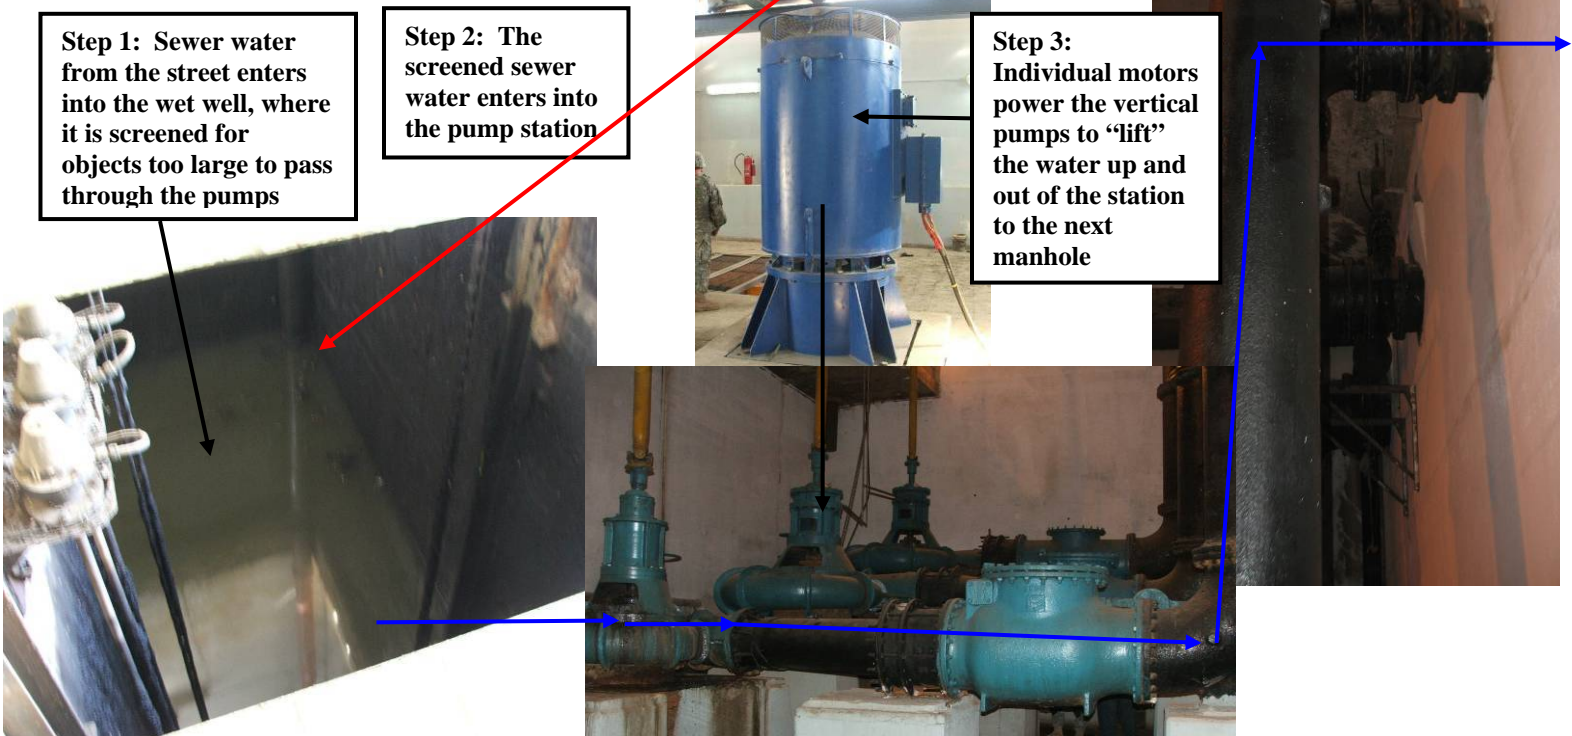 Step 1:  Sewer water
from the street enters
into the wet well, where
it is screened for
objects too large to pass
through the pumps
Step 2:  The
screened sewer
water enters into
the pump station
Step 3:
Individual motors
power the vertical
pumps to “lift”
the water up and
out of the station
to the next
manhole